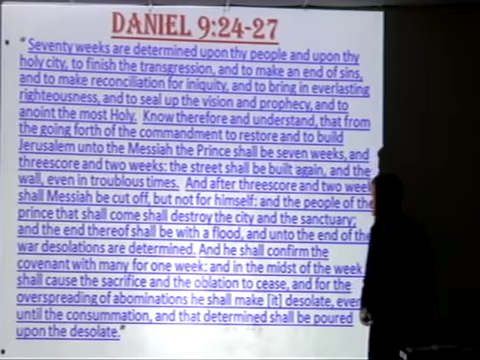 DANIEL 9:24-27
• "Seventy weeks are determined upon thy people and upon thy
holy city, to finish the transgression, and to make an end of sins,
and to make reconciliation for iniquity, and to bring in everlasting
righteousness, and to seal up the vision and prophecy, and to
anoint the most Holy. Know therefore and understand, that from
the going forth of the commandment to restore and to build
Jerusalem unto the Messiah the Prince shall be seven weeks, and
threescore and two weeks: the street shall be built again, and the
wall, even in troublous times. And after threescore and two week
shall Messiah be cut off, but not for himself: and the people of the
prince that shall come shall destroy the city and the sanctuary;
and the end thereof shall be with a flood, and unto the end of the
war desolations are determined. And he shall confirm the
covenant with many for one week: and in the midst of the week
shall cause the sacrifice and the oblation to cease, and for the
overspreading of abominations he shall make [it] desolate, even
until the consummation, and that determined shall be poured
upon the desolate."